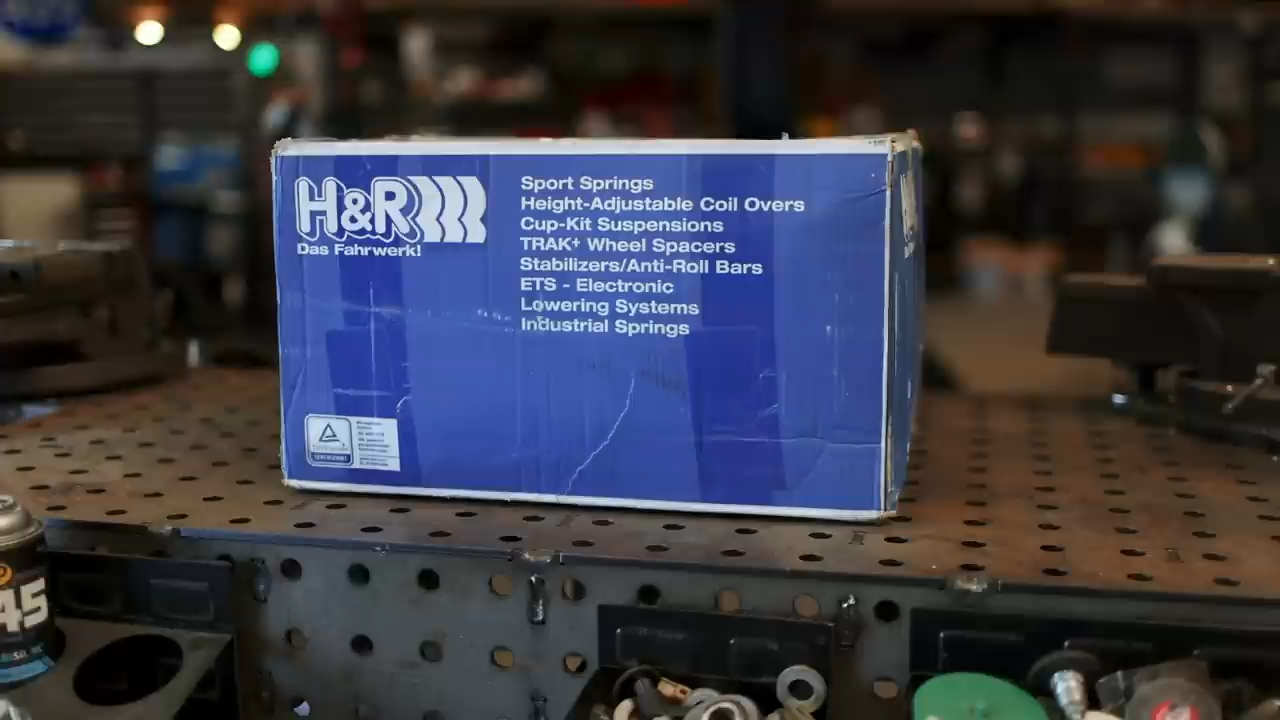 H&R
Das Fahrwerk!
Sport Springs
Height-Adjustable Coil Overs
Cup-Kit Suspensions
TRAK+ Wheel Spacers
Stabilizers/Anti-Roll Bars
ETS - Electronic
Lowering Systems
Industrial Springs
45